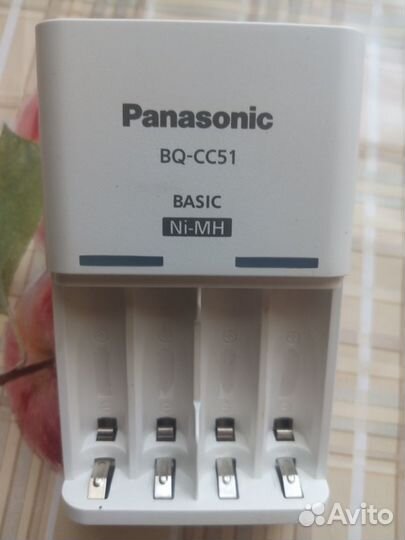 Panasonic
BQ-CC51
BASIC
Ni-MH
Avito